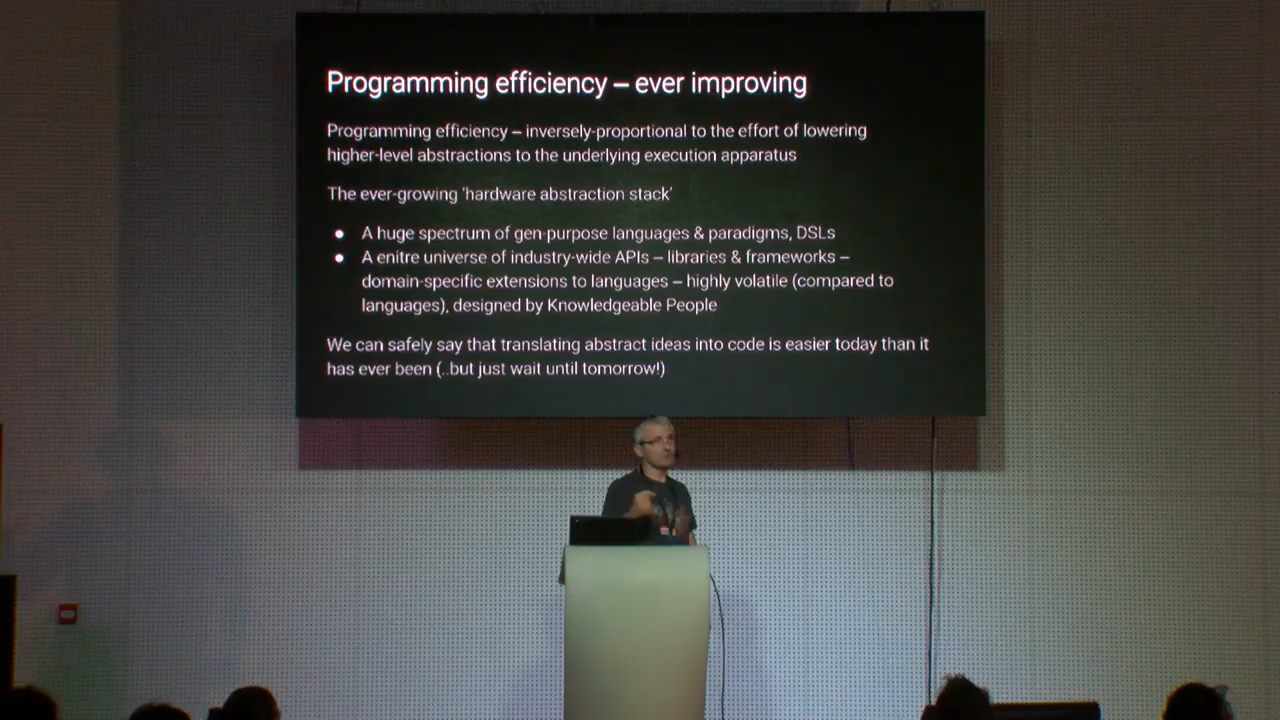 Programming efficiency – ever improving
Programming efficiency – inversely-proportional to the effort of lowering
higher-level abstractions to the underlying execution apparatus
The ever-growing ‘hardware abstraction stack’
● A huge spectrum of gen-purpose languages & paradigms, DSLs
● A enitre universe of industry-wide APIs – libraries & frameworks –
domain-specific extensions to languages – highly volatile (compared to
languages), designed by Knowledgeable People
We can safely say that translating abstract ideas into code is easier today than it
has ever been (..but just wait until tomorrow!)